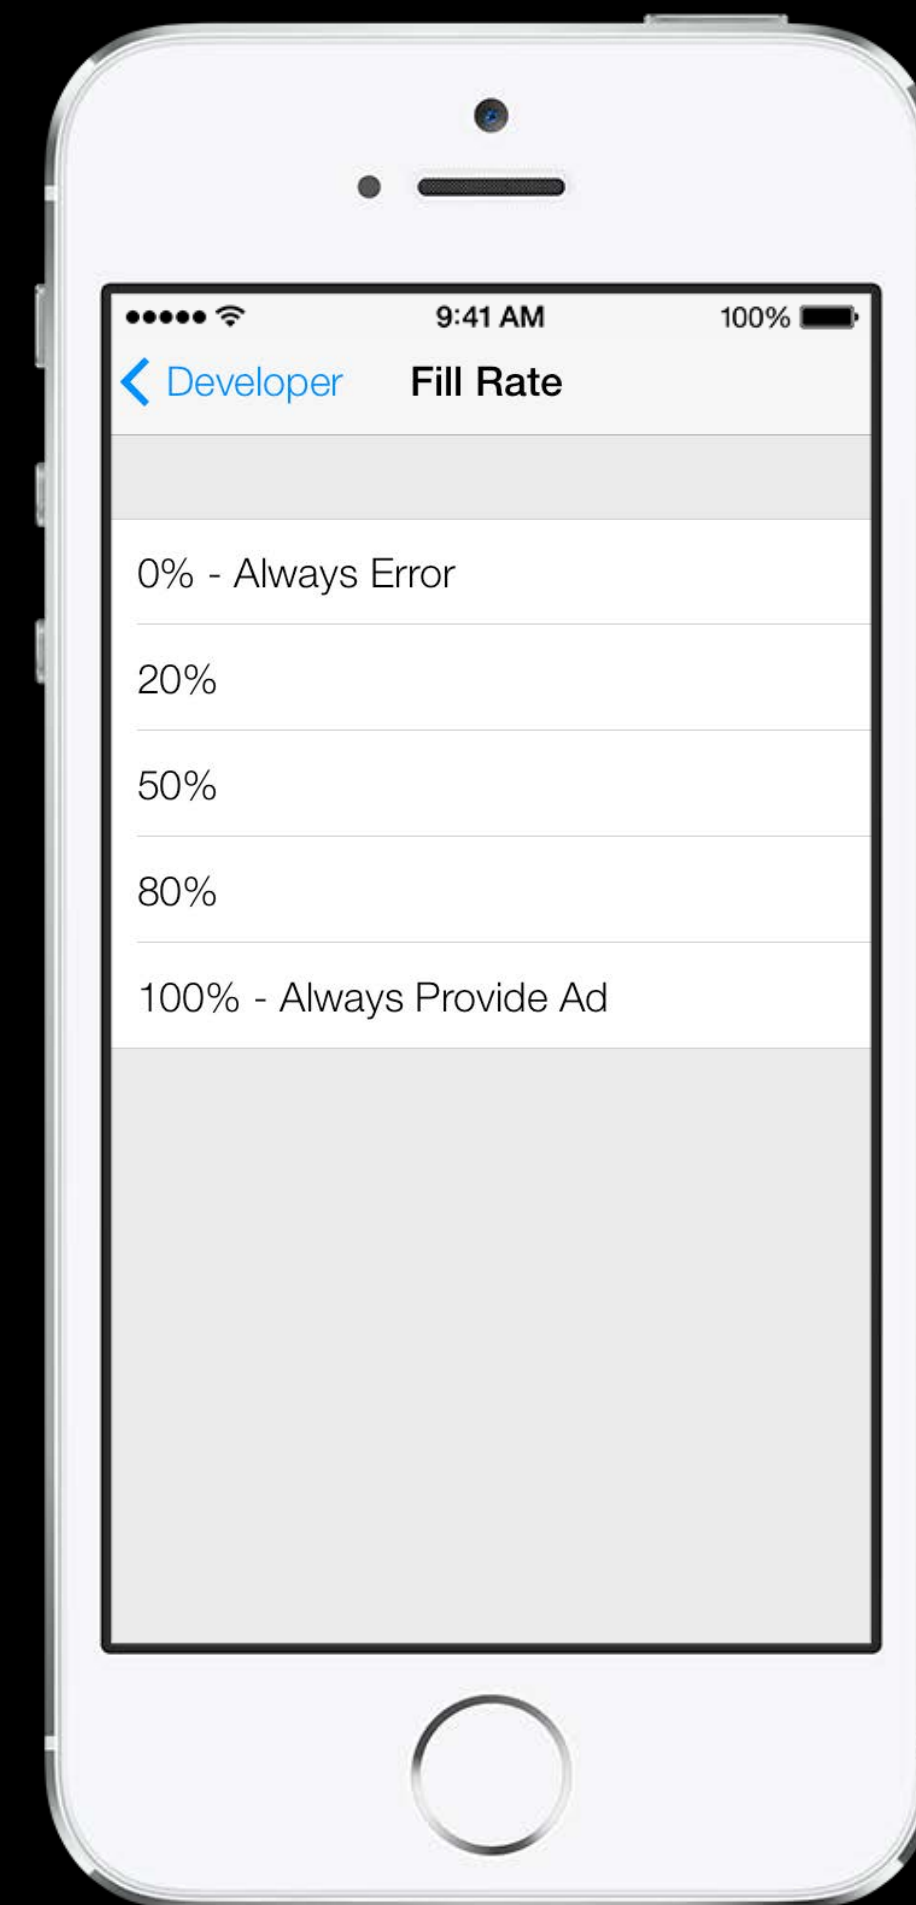 9:41 AM 100%
Developer Fill Rate
0% - Always Error
20%
50%
80%
100% - Always Provide Ad